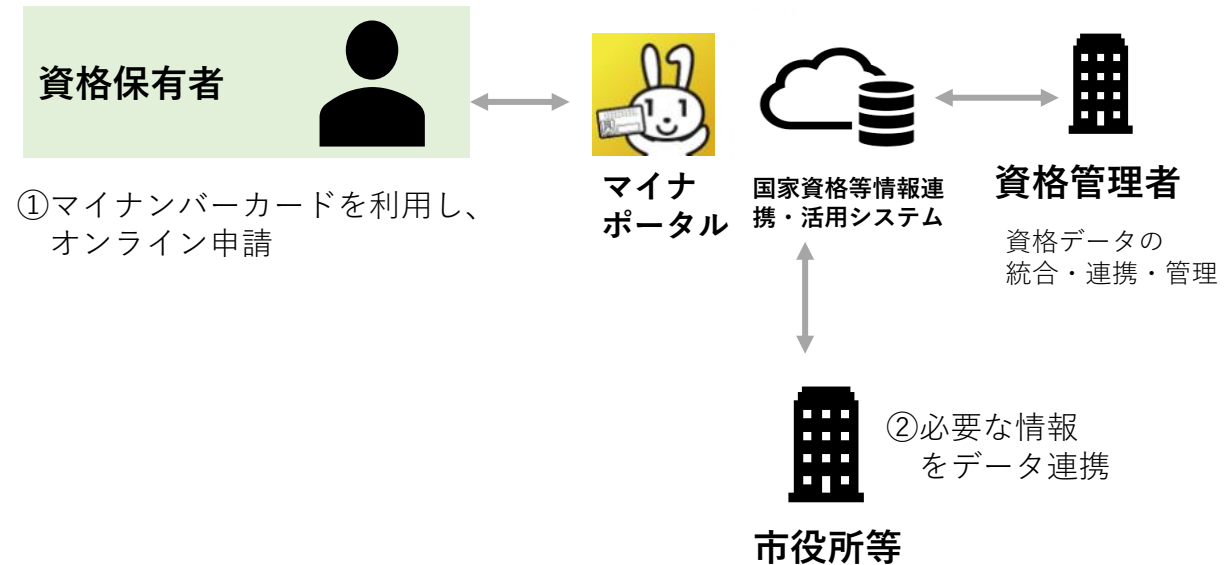 資格保有者
①マイナンバーカードを利用し、
オンライン申請
マイナ
ポータル
国家資格等情報連
携・活用システム
資格管理者
資格データの
統合・連携・管理
②必要な情報
をデータ連携
市役所等